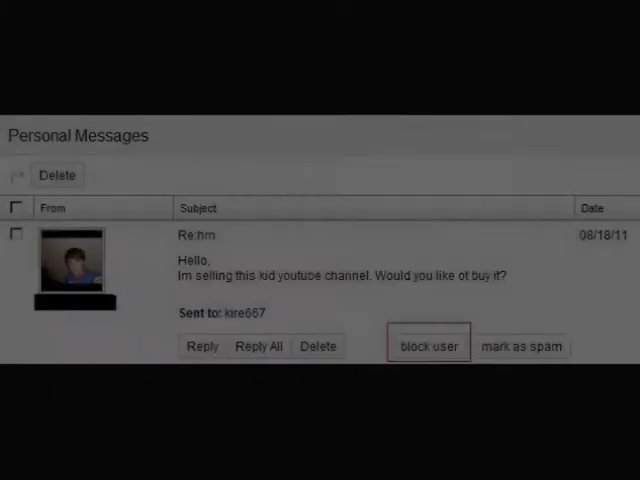 Personal Messages
Delete
From Subject Date
Re:hm 08/18/11
Hello,
Im selling this kid youtube channel. Would you like ot buy it?
Sent to: kire667
Reply Reply All Delete block user mark as spam